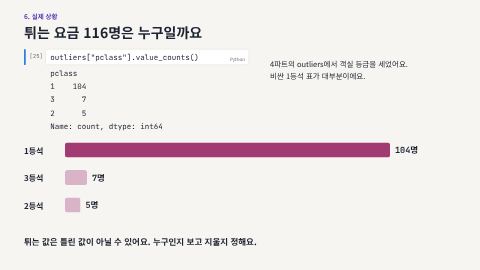 6. 실제 상황
튀는 요금 116명은 누구일까요
[25] outliers["pclass"].value_counts()
Python
4파트의 outliers에서 객실 등급을 세었어요.
비싼 1등석 표가 대부분이에요.
pclass
1    104
3      7
2      5
Name: count, dtype: int64
1등석 104명
3등석 7명
2등석 5명
튀는 값은 틀린 값이 아닐 수 있어요. 누구인지 보고 지울지 정해요.